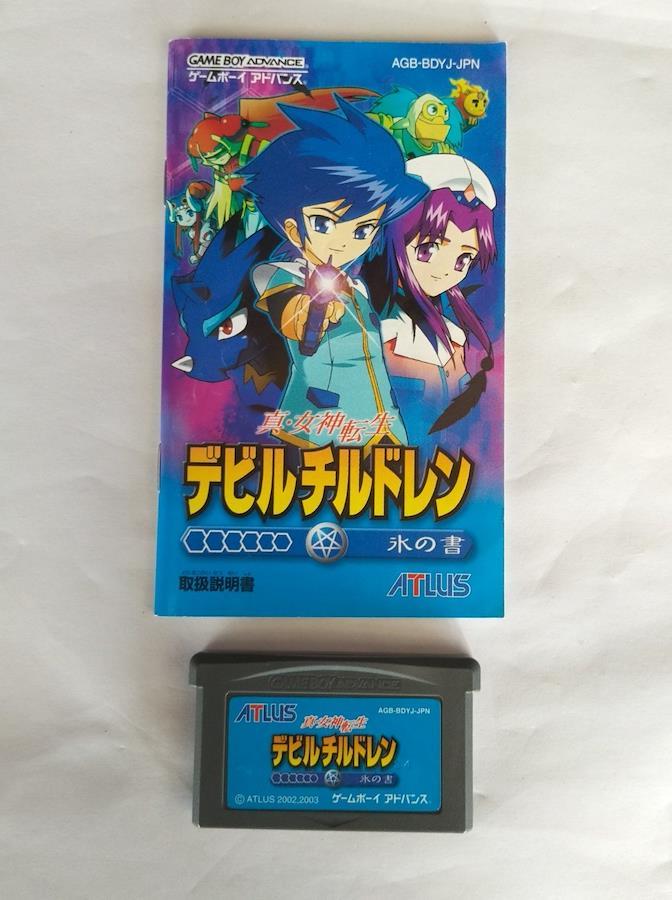 GAME BOY ADVANCE
ゲームボーイ アドバンス
AGB-BDYJ-JPN
真・女神転生
デビルチルドレン
氷の書
取扱説明書
ATLUS
GAME BOY ADVANCE
ATLUS
AGB-BDYJ-JPN
真・女神転生
デビルチルドレン
氷の書
© ATLUS 2002,2003
ゲームボーイ アドバンス